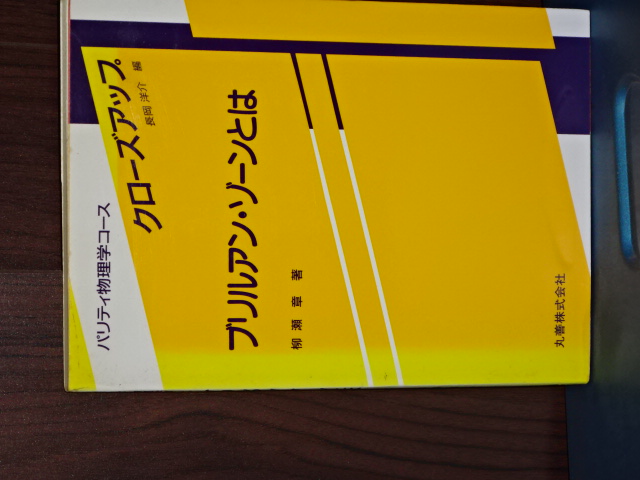 パリティ物理学コース
クローズアップ
長岡 洋介 編
ブリルアン・ゾーンとは
柳瀬 章 著
丸善株式会社